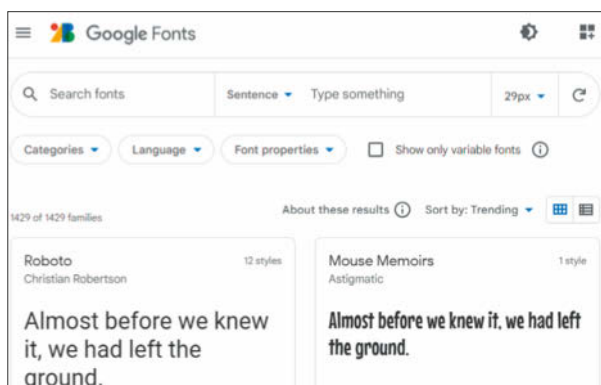 Google Fonts
Search fonts Sentence Type something 29px
Categories Language Font properties Show only variable fonts
1429 of 1429 families About these results Sort by: Trending
Roboto 12 styles
Christian Robertson
Almost before we knew
it, we had left the
ground.
Mouse Memoirs 1 style
Astigmatic
Almost before we knew it, we had left
the ground.